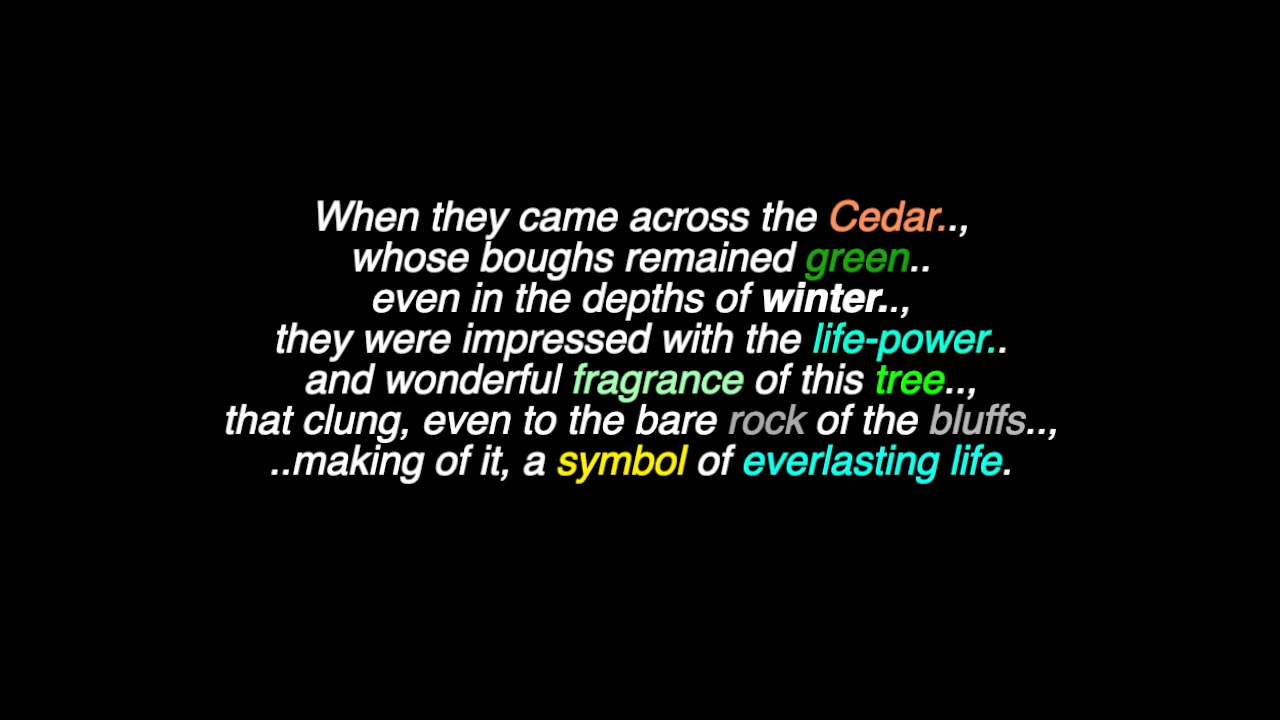 When they came across the Cedar..,
whose boughs remained green..
even in the depths of winter..,
they were impressed with the life-power..
and wonderful fragrance of this tree..,
that clung, even to the bare rock of the bluffs..,
..making of it, a symbol of everlasting life.